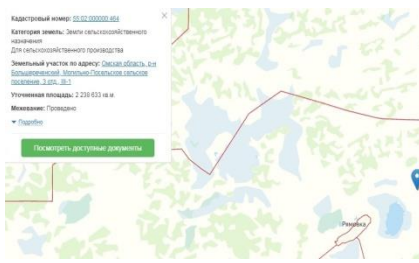 Кадастровый номер: 55:02:000000:464
Категория земель: Земли сельскохозяйственного
назначения
Для сельскохозяйственного производства
Земельный участок по адресу: Омская область, р-н
Большереченский, Могильно-Посельское сельское
поселение, 3 отд.,
Уточненная площадь: 2 238 633 кв.м.
Межевание: Проведено
Подробно
Посмотреть доступные документы
Рямовка